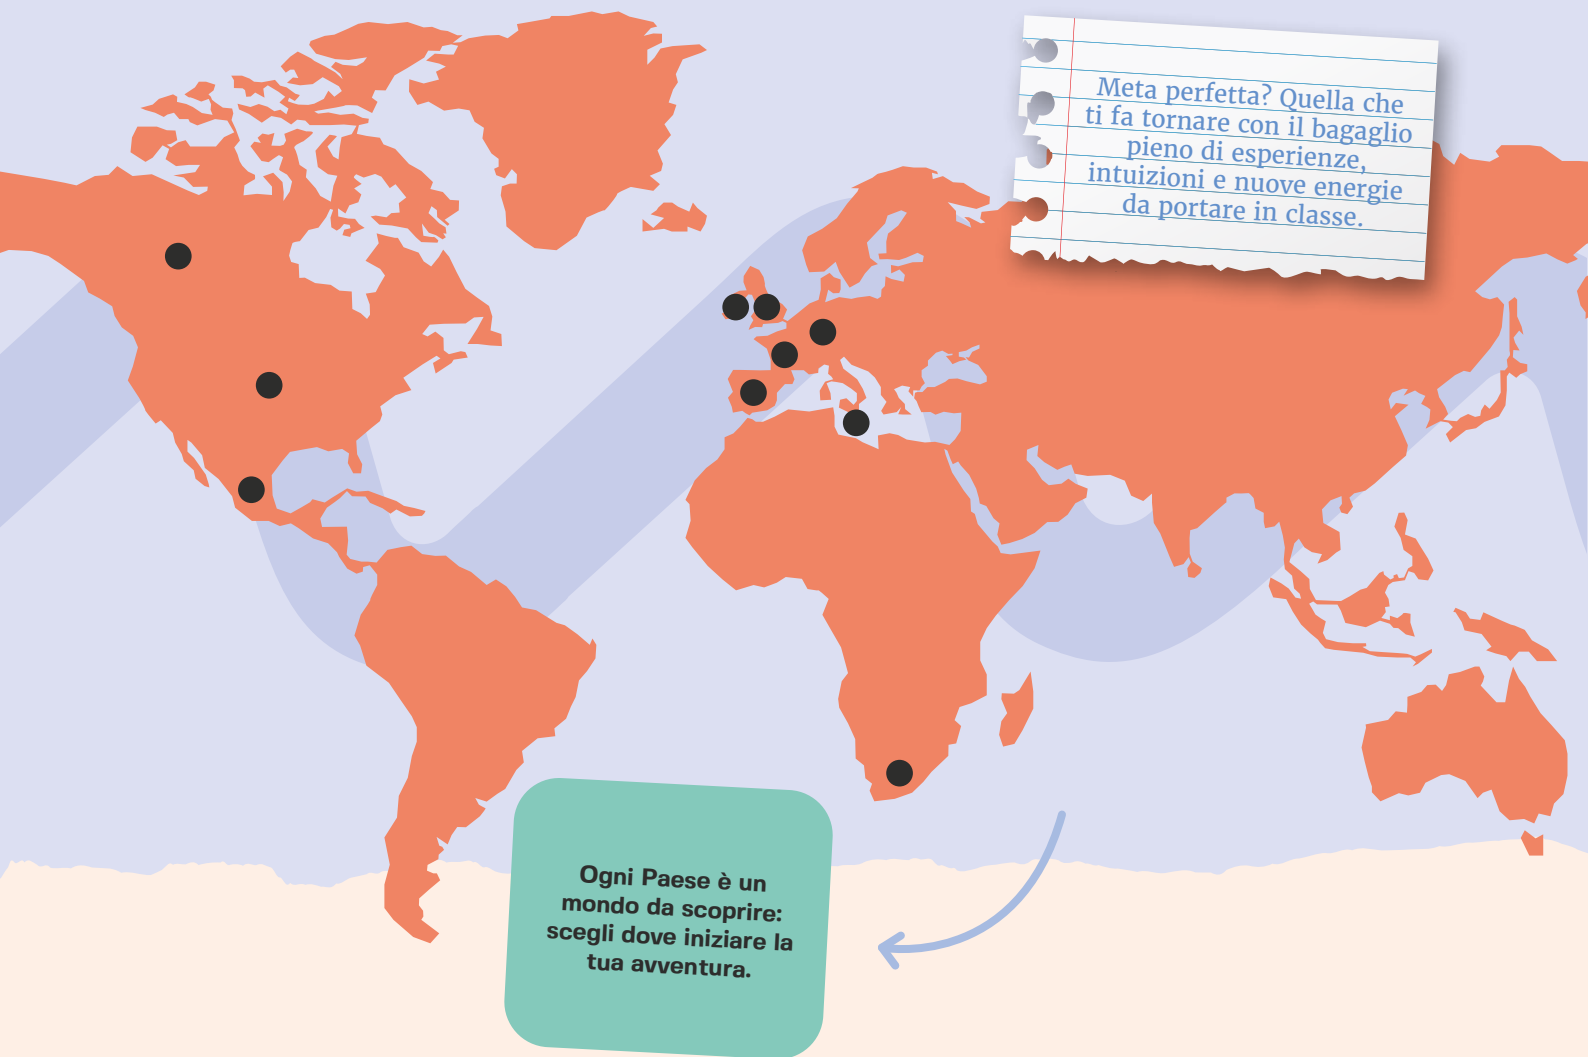 Meta perfetta? Quella che
ti fa tornare con il bagaglio
pieno di esperienze,
intuizioni e nuove energie
da portare in classe.
Ogni Paese è un
mondo da scoprire:
scegli dove iniziare la
tua avventura.